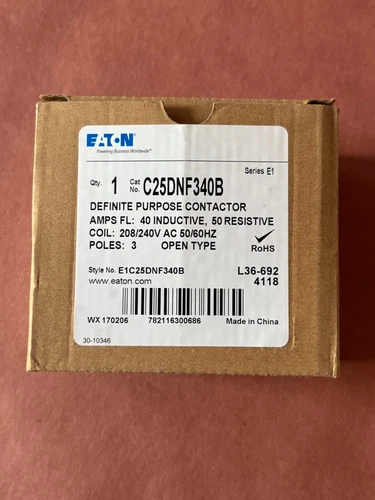 EATON
Powering Business Worldwide™
Series E1
Qty. 1 Cat No. C25DNF340B
DEFINITE PURPOSE CONTACTOR
AMPS FL: 40 INDUCTIVE, 50 RESISTIVE
COIL: 208/240V AC 50/60HZ
POLES: 3 OPEN TYPE
RoHS
Style No. E1C25DNF340B L36-692
www.eaton.com 4118
WX 170206 782116300686 Made in China
30-10346